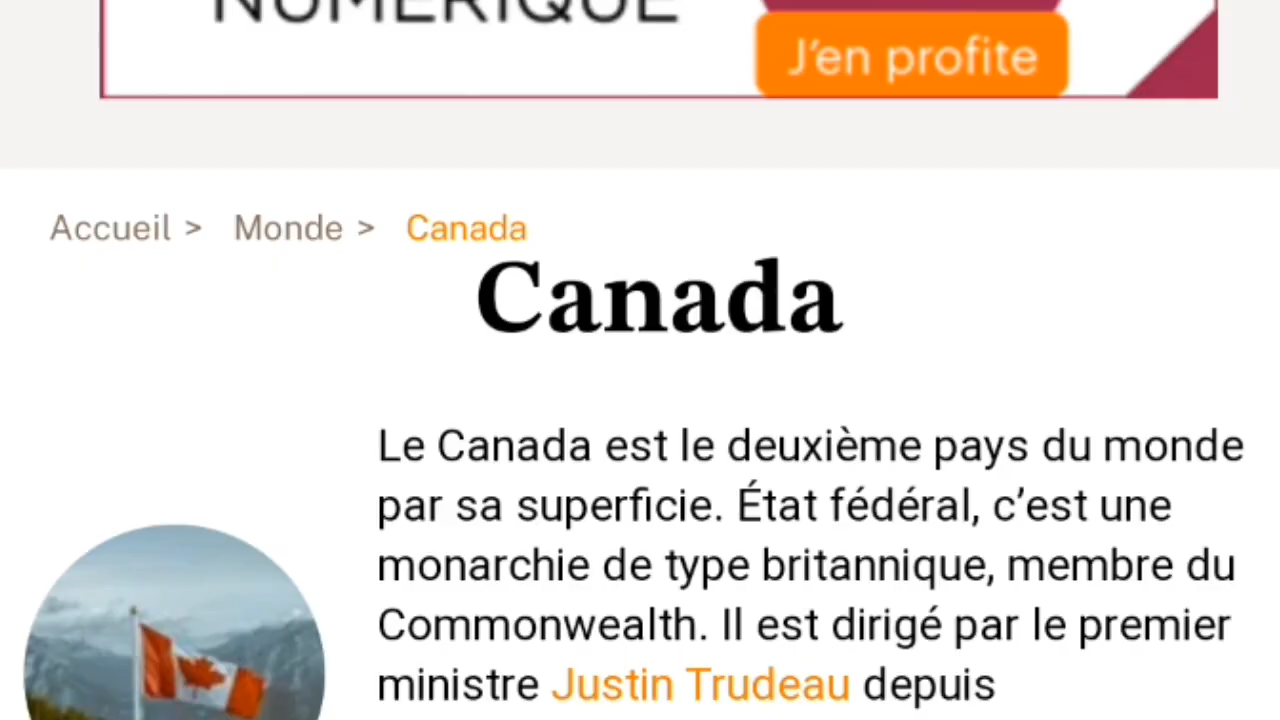 NUMÉRIQUE
J'en profite
Accueil > Monde > Canada
Canada
Le Canada est le deuxième pays du monde
par sa superficie. État fédéral, c’est une
monarchie de type britannique, membre du
Commonwealth. Il est dirigé par le premier
ministre Justin Trudeau depuis